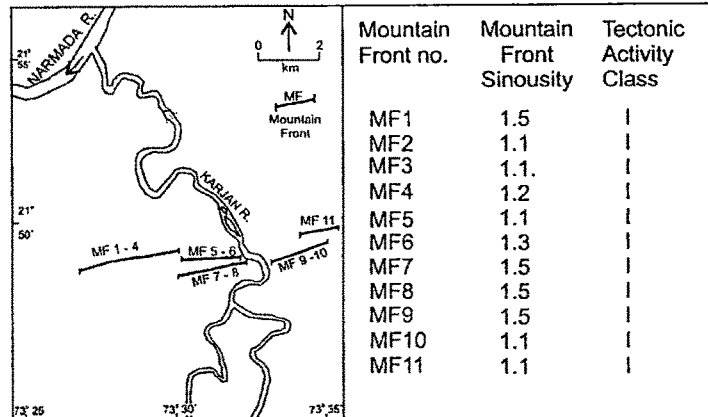 NARMADA R.
21°
55'
N
0 2
km
MF
Mountain
Front
KARJAN R.
21°
50'
MF 11
MF 1 - 4
MF 5 - 6
MF 7 - 8
MF 9 -10
73° 25
73° 30'
73° 35'
Mountain Mountain Tectonic
Front no. Front Activity
Sinousity Class
MF1 1.5 I
MF2 1.1 I
MF3 1.1. I
MF4 1.2 I
MF5 1.1 I
MF6 1.3 I
MF7 1.5 I
MF8 1.5 I
MF9 1.5 I
MF10 1.1 I
MF11 1.1 I